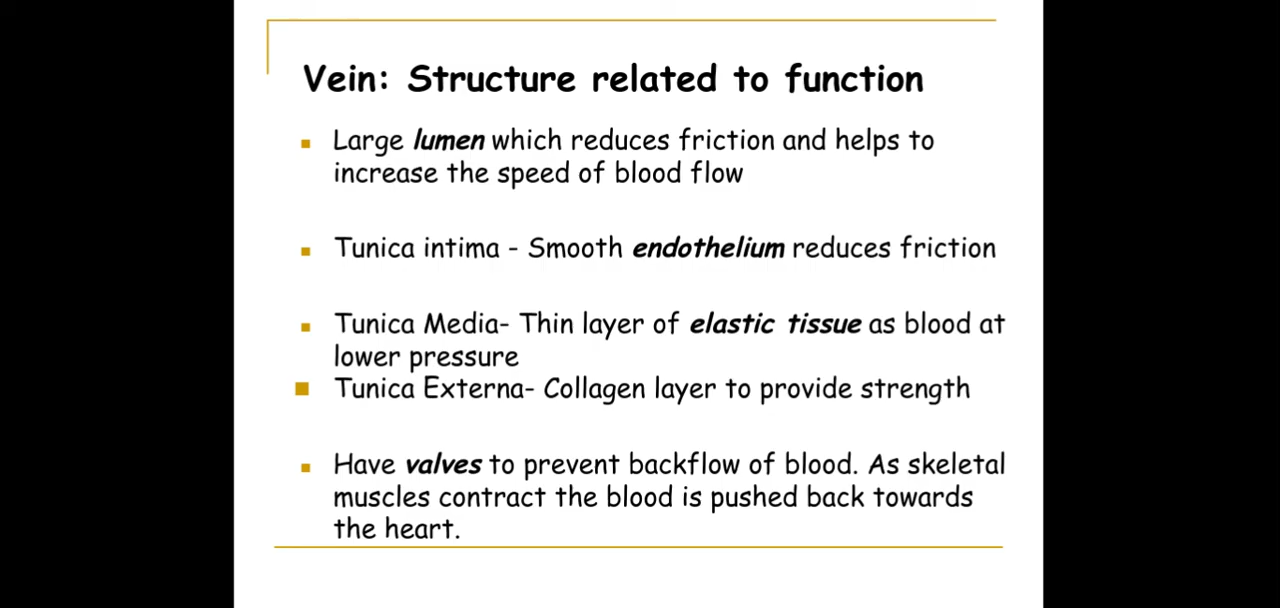 Vein: Structure related to function
Large lumen which reduces friction and helps to
increase the speed of blood flow
Tunica intima - Smooth endothelium reduces friction
Tunica Media- Thin layer of elastic tissue as blood at
lower pressure
Tunica Externa- Collagen layer to provide strength
Have valves to prevent backflow of blood. As skeletal
muscles contract the blood is pushed back towards
the heart.